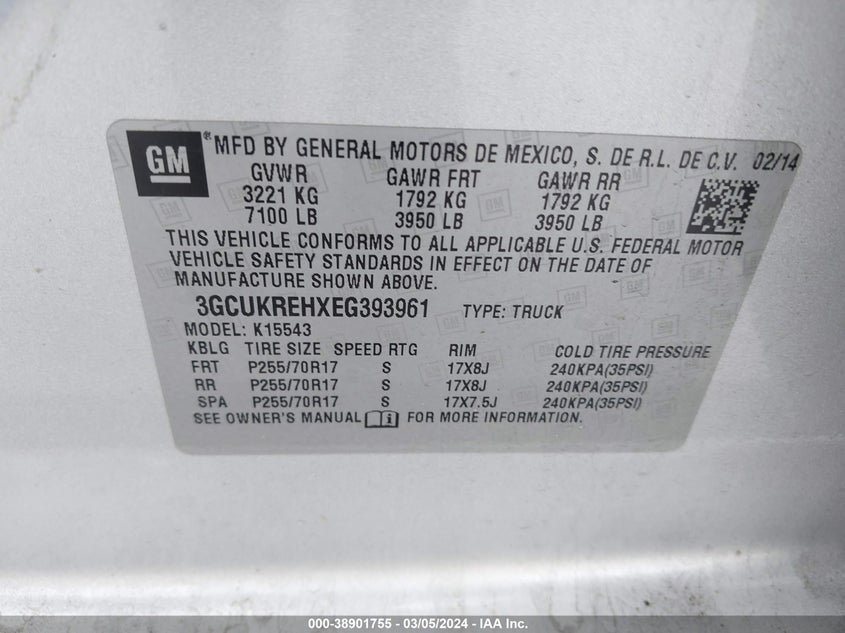 GM
MFD BY GENERAL MOTORS DE MEXICO, S. DE R.L. DE C.V. 02/14
GVWR GAWR FRT GAWR RR
3221 KG 1792 KG 1792 KG
7100 LB 3950 LB 3950 LB
THIS VEHICLE CONFORMS TO ALL APPLICABLE U.S. FEDERAL MOTOR
VEHICLE SAFETY STANDARDS IN EFFECT ON THE DATE OF
MANUFACTURE SHOWN ABOVE.
3GCUKREHXEG393961 TYPE: TRUCK
MODEL: K15543
KBLG TIRE SIZE SPEED RTG RIM COLD TIRE PRESSURE
FRT P255/70R17 S 17X8J 240KPA(35PSI)
RR P255/70R17 S 17X8J 240KPA(35PSI)
SPA P255/70R17 S 17X7.5J 240KPA(35PSI)
SEE OWNER'S MANUAL FOR MORE INFORMATION.
000-38901755 - 03/05/2024 - IAA Inc.